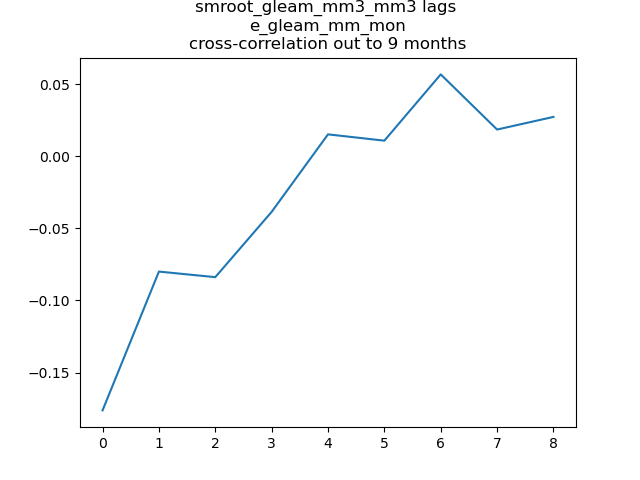 smroot_gleam_mm3_mm3 lags
e_gleam_mm_mon
cross-correlation out to 9 months
0.05
0.00
−0.05
−0.10
−0.15
0 1 2 3 4 5 6 7 8